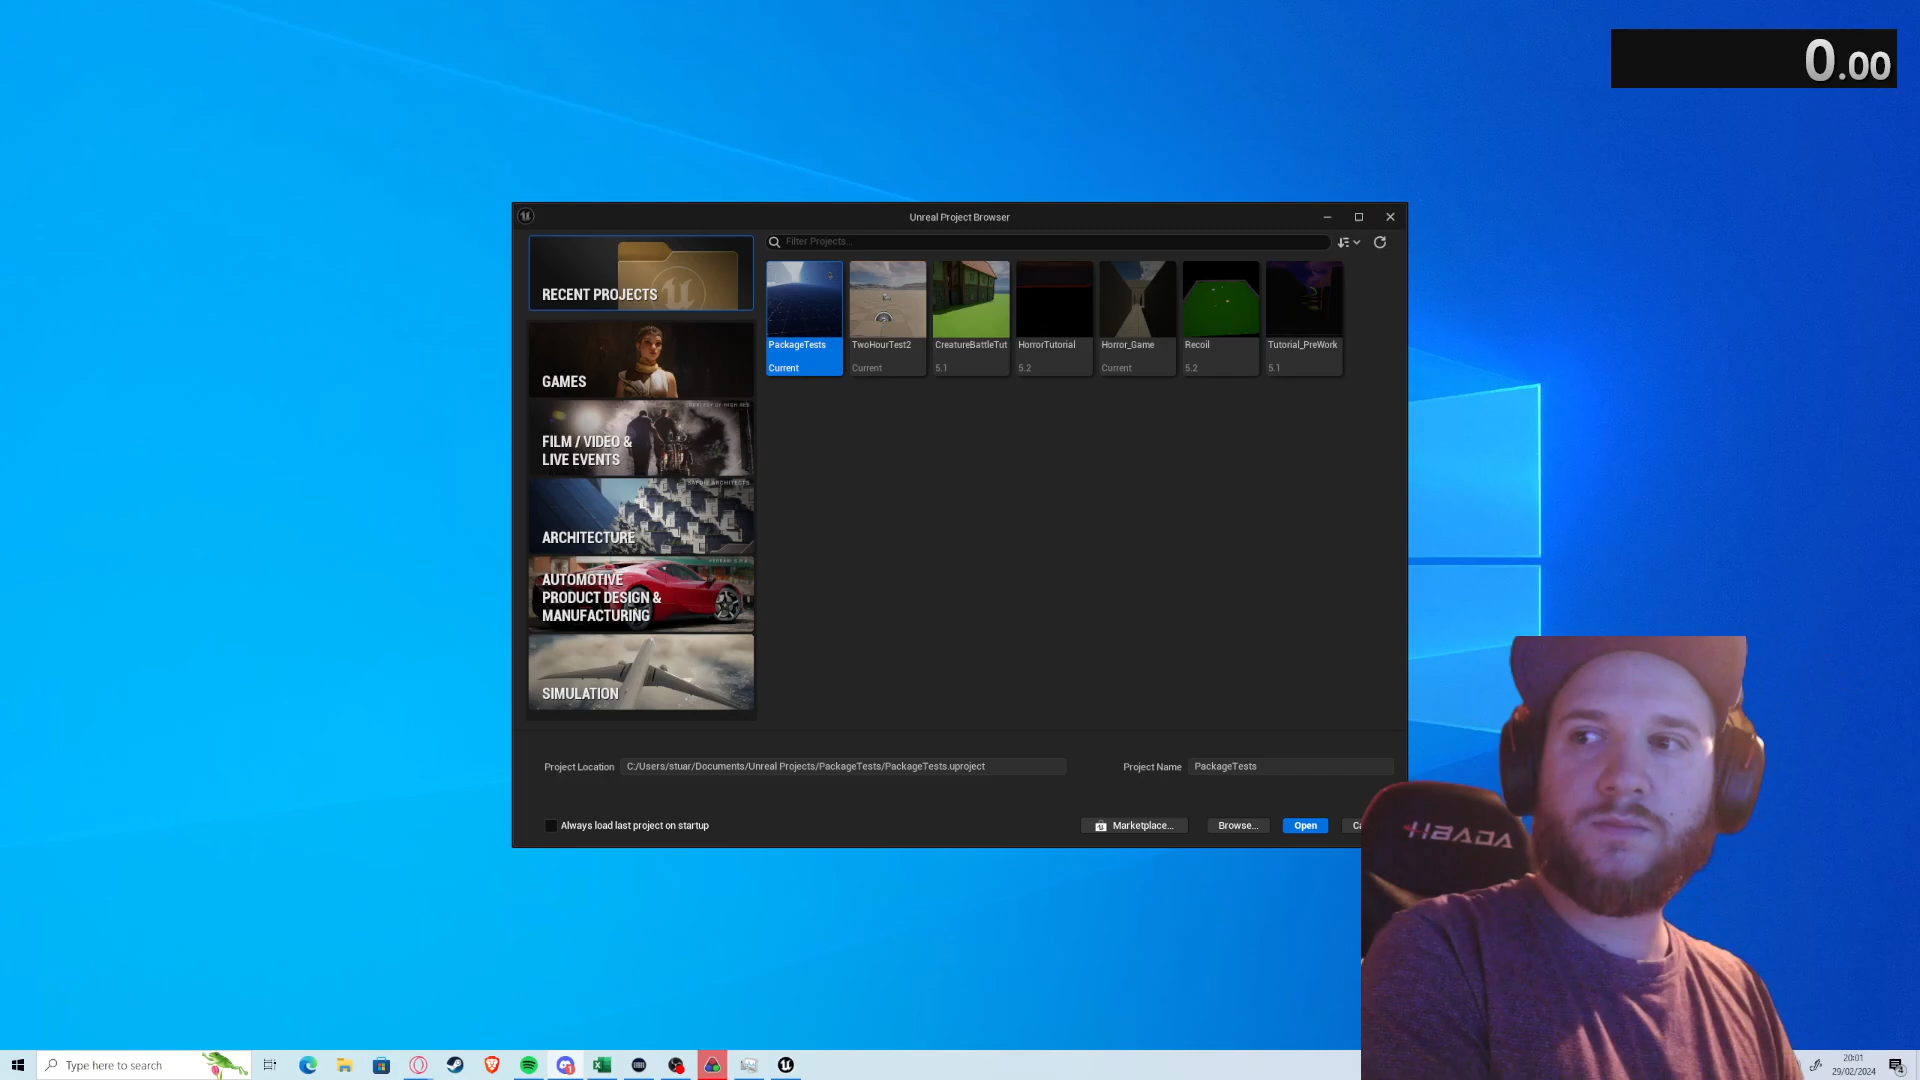 0.00
Unreal Project Browser
Filter Projects...
RECENT PROJECTS
GAMES
FILM / VIDEO &
LIVE EVENTS
ARCHITECTURE
AUTOMOTIVE
PRODUCT DESIGN &
MANUFACTURING
SIMULATION
PackageTests
Current
TwoHourTest2
Current
CreatureBattleTut
5.1
HorrorTutorial
5.2
Horror_Game
Current
Recoil
5.2
Tutorial_PreWork
5.1
Project Location
C:/Users/stuar/Documents/Unreal Projects/PackageTests/PackageTests.uproject
Project Name
PackageTests
Always load last project on startup
Marketplace...
Browse...
Open
Ca
HBADA
Type here to search
20:01
29/02/2024
4